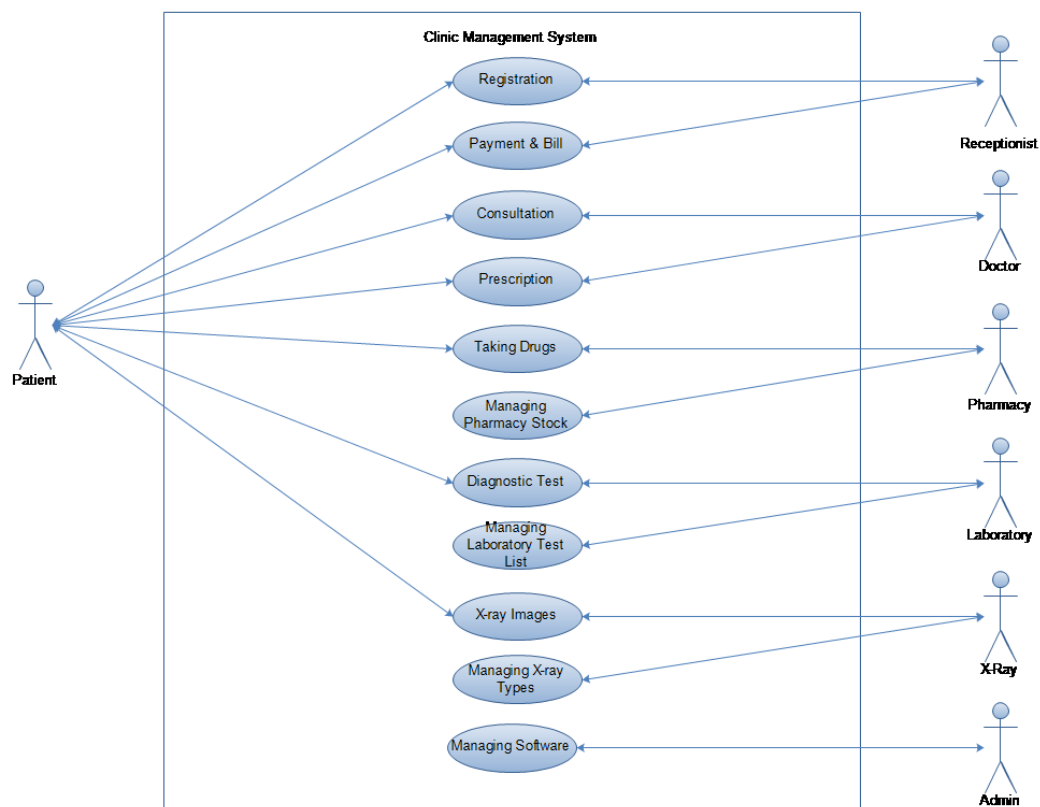 Clinic Management System
Registration
Payment & Bill
Receptionist
Consultation
Doctor
Prescription
Patient
Taking Drugs
Pharmacy
Managing
Pharmacy Stock
Diagnostic Test
Laboratory
Managing
Laboratory Test
List
X-ray Images
X-Ray
Managing X-ray
Types
Managing Software
Admin